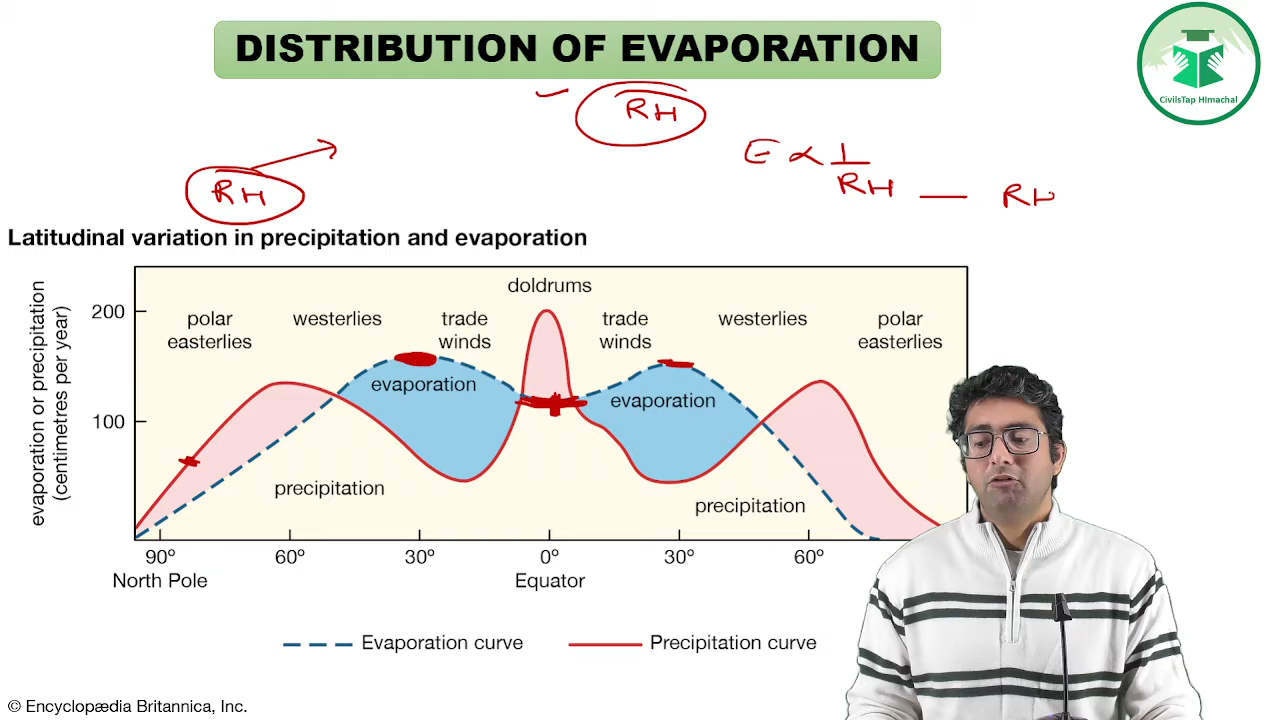 DISTRIBUTION OF EVAPORATION
CivilsTap Himachal
RH
E ∝ 1
RH — RH
RH
Latitudinal variation in precipitation and evaporation
evaporation or precipitation
(centimetres per year)
200
100
doldrums
polar
easterlies
westerlies
trade
winds
trade
winds
westerlies
polar
easterlies
evaporation
evaporation
precipitation
precipitation
90° 60° 30° 0° 30° 60°
North Pole Equator
Evaporation curve Precipitation curve
© Encyclopædia Britannica, Inc.